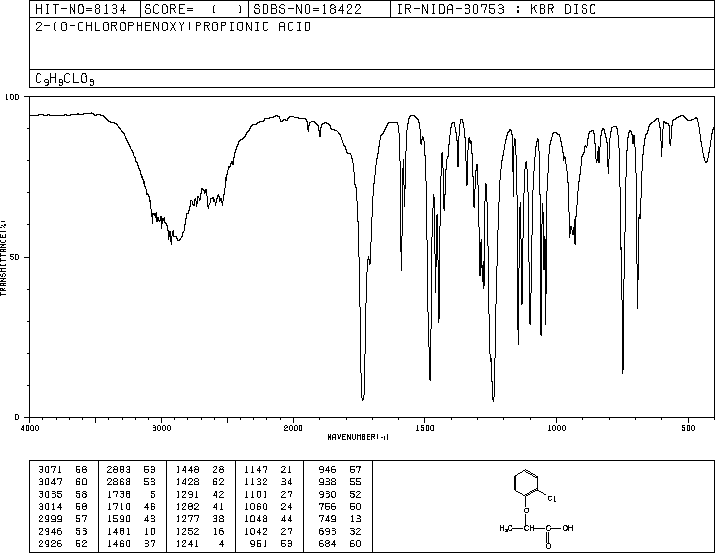 HIT-NO=8134 SCORE= ( ) SDBS-NO=18422 IR-NIDA-30753 : KBR DISC
2-(O-CHLOROPHENOXY)PROPIONIC ACID
C₉H₉CLO₃
100
50
0
TRANSMITTANCE(%)
4000 3000 2000 1500 1000 500
WAVENUMBER(-1)
3071 58 2883 53 1448 28 1147 21 946 57
3047 60 2868 53 1428 62 1132 34 938 55
3035 58 1738 5 1291 42 1101 27 930 52
3014 58 1710 46 1282 41 1060 24 756 50
2999 57 1590 43 1277 38 1048 44 749 13
2946 53 1481 10 1252 16 1042 27 693 32
2926 52 1460 37 1241 4 961 69 684 60
Cl
O
H₃C CH C OH
O